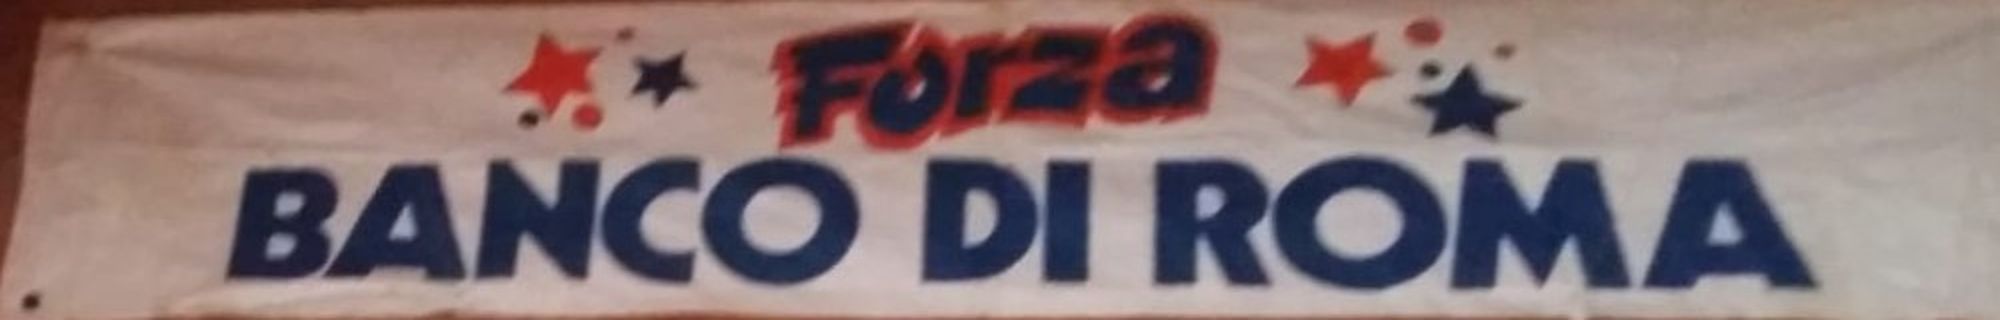 Forza
BANCO DI ROMA